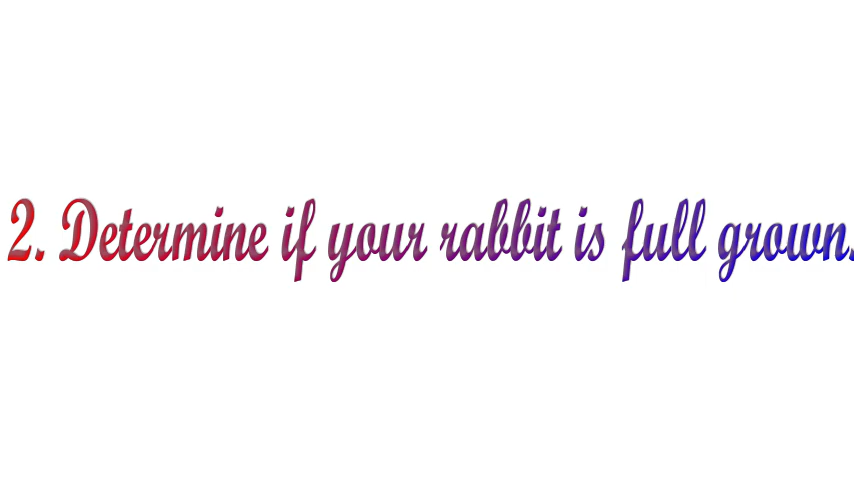 2. Determine if your rabbit is full grown.